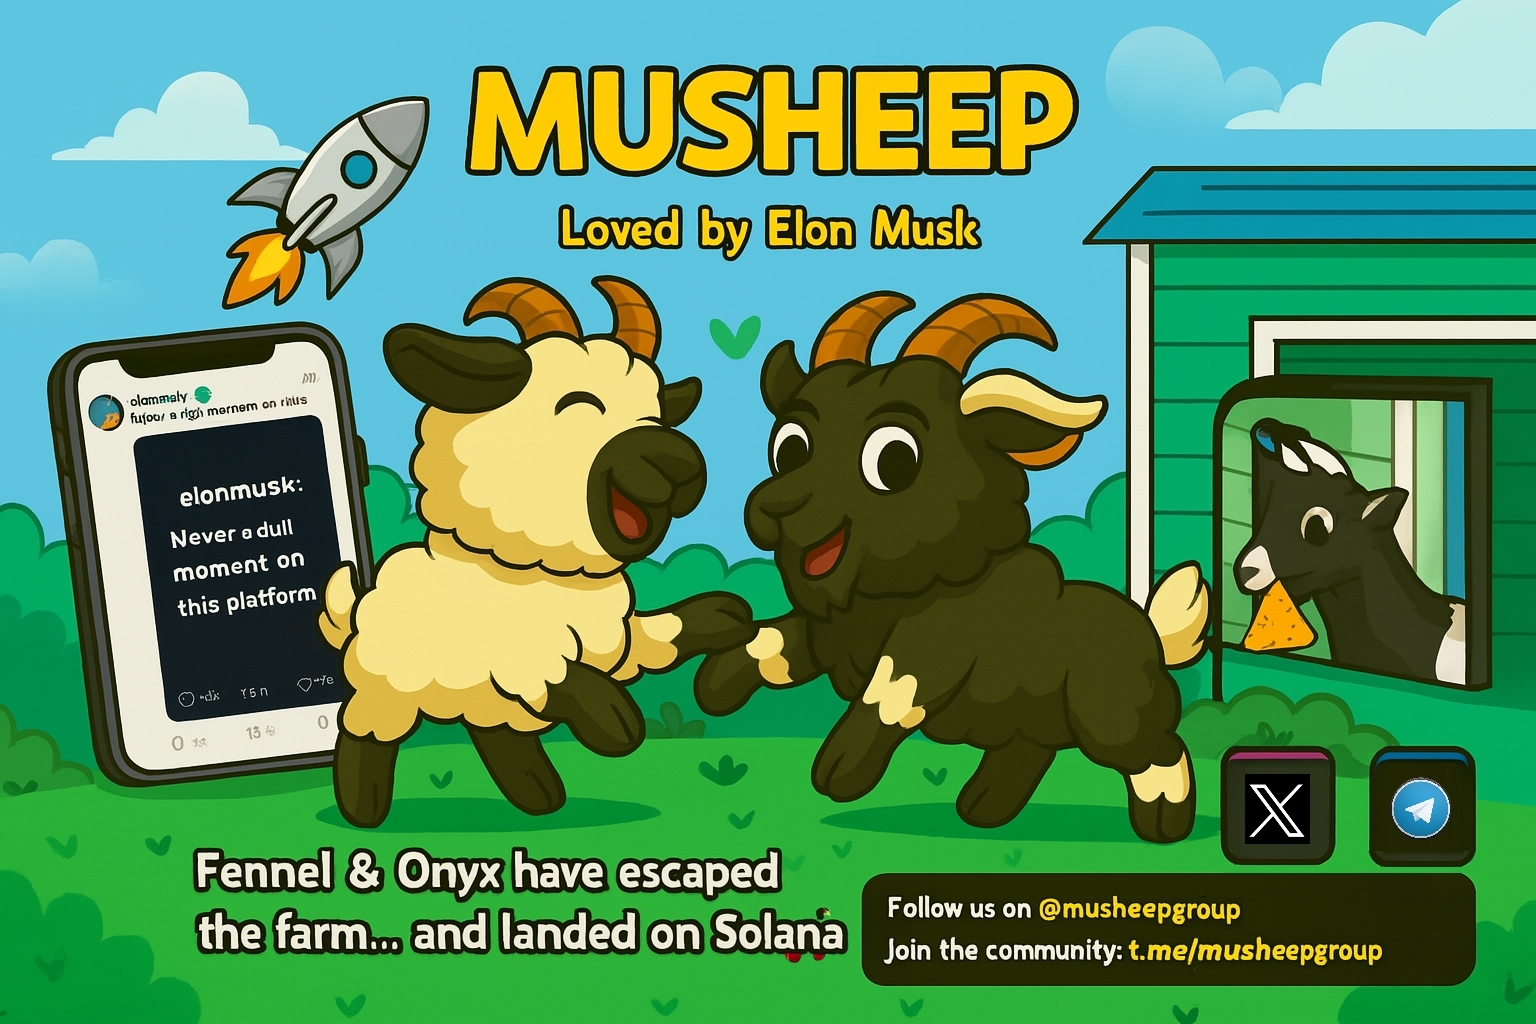 MUSHEEP
Loved by Elon Musk
elonmusk:
Never a dull
moment on
this platform
Fennel & Onyx have escaped
the farm... and landed on Solana
Follow us on @musheepgroup
Join the community: t.me/musheepgroup